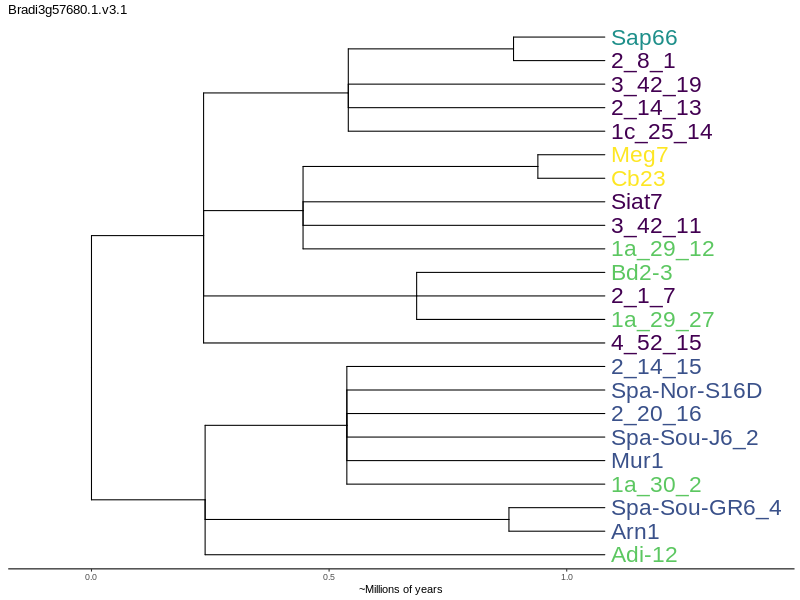 Bradi3g57680.1.v3.1
Sap66
2_8_1
3_42_19
2_14_13
1c_25_14
Meg7
Cb23
Siat7
3_42_11
1a_29_12
Bd2-3
2_1_7
1a_29_27
4_52_15
2_14_15
Spa-Nor-S16D
2_20_16
Spa-Sou-J6_2
Mur1
1a_30_2
Spa-Sou-GR6_4
Arn1
Adi-12
0.0 0.5 1.0
~Millions of years